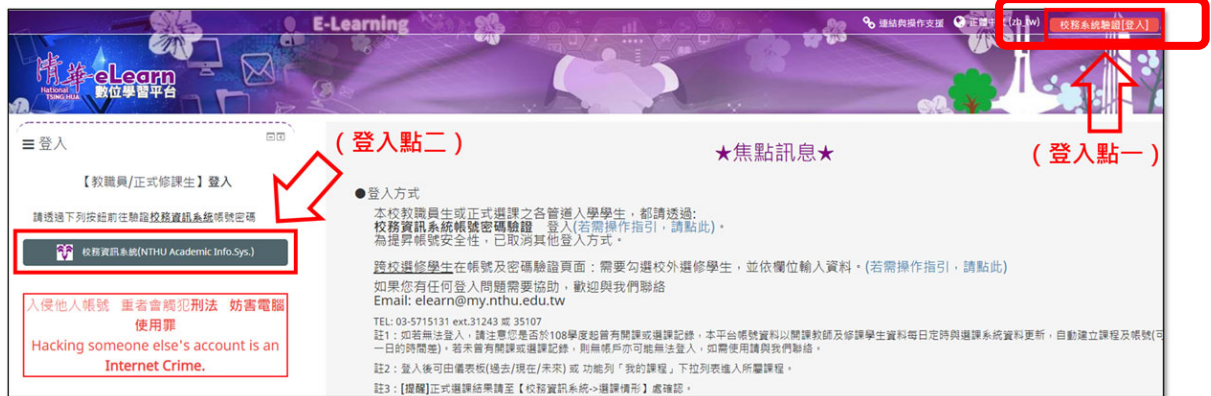 E-Learning
連結與操作支援
正體中文 (zh_tw)
校務系統驗證[登入]
清華-eLearn
National
TSING HUA
數位學習平台
登入
(登入點二)
★焦點訊息★
(登入點一)
【教職員/正式修課生】登入
請透過下列按鈕前往驗證校務資訊系統帳號密碼
校務資訊系統(NTHU Academic Info.Sys.)
入侵他人帳號 重者會觸犯刑法 妨害電腦
使用罪
Hacking someone else's account is an
Internet Crime.
●登入方式
本校教職員生或正式選課之各管道入學學生,都請透過:
校務資訊系統帳號密碼驗證 登入(若需操作指引,請點此)。
為提昇帳號安全性,已取消其他登入方式。
跨校選修學生在帳號及密碼驗證頁面:需要勾選校外選修學生,並依欄位輸入資料。(若需操作指引,請點此)
如果您有任何登入問題需要協助,歡迎與我們聯絡
Email: elearn@my.nthu.edu.tw
TEL: 03-5715131 ext.31243 或 35107
註1:如若無法登入,請注意您是否於108學度起曾有開課或選課記錄,本平台帳號資料以開課教師及修課學生資料每日定時與選課系統資料更新,自動建立課程及帳號(可
一日的時間差)。若未曾有開課或選課記錄,則無帳戶亦可能無法登入,如需使用請與我們聯絡。
註2:登入後可由儀表板(過去/現在/未來) 或 功能列「我的課程」下拉列表進入所屬課程。
註3:[提醒]正式選課結果請至【校務資訊系統->選課情形】處確認。